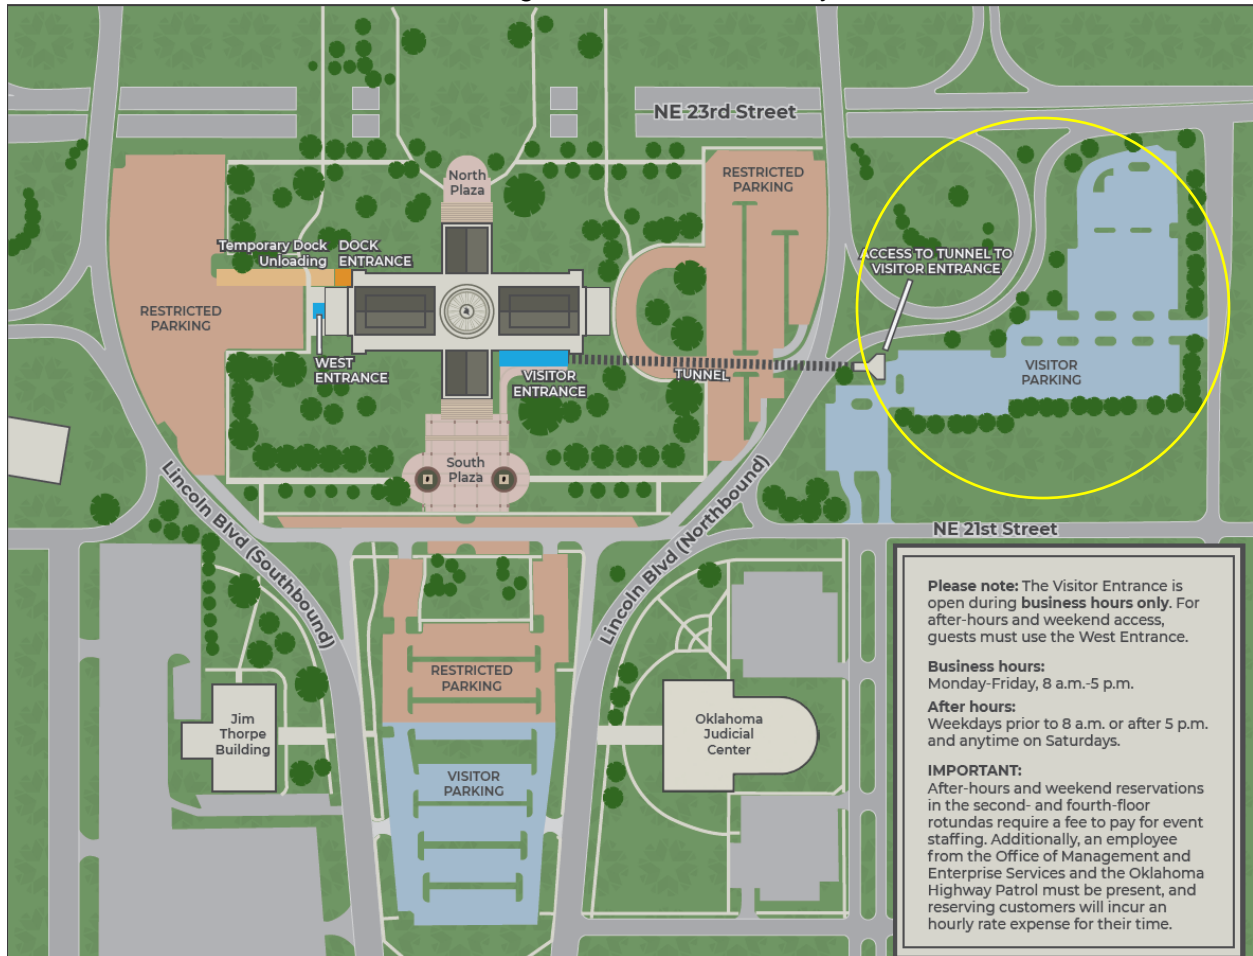 NE 23rd Street
North
Plaza
RESTRICTED
PARKING
Temporary Dock
Unloading
DOCK
ENTRANCE
ACCESS TO TUNNEL TO
VISITOR ENTRANCE
RESTRICTED
PARKING
WEST
ENTRANCE
VISITOR
ENTRANCE
TUNNEL
VISITOR
PARKING
South
Plaza
Lincoln Blvd (Southbound)
Lincoln Blvd (Northbound)
NE 21st Street
RESTRICTED
PARKING
Jim
Thorpe
Building
Oklahoma
Judicial
Center
VISITOR
PARKING
Please note: The Visitor Entrance is
open during business hours only. For
after-hours and weekend access,
guests must use the West Entrance.
Business hours:
Monday-Friday, 8 a.m.-5 p.m.
After hours:
Weekdays prior to 8 a.m. or after 5 p.m.
and anytime on Saturdays.
IMPORTANT:
After-hours and weekend reservations
in the second- and fourth-floor
rotundas require a fee to pay for event
staffing. Additionally, an employee
from the Office of Management and
Enterprise Services and the Oklahoma
Highway Patrol must be present, and
reserving customers will incur an
hourly rate expense for their time.